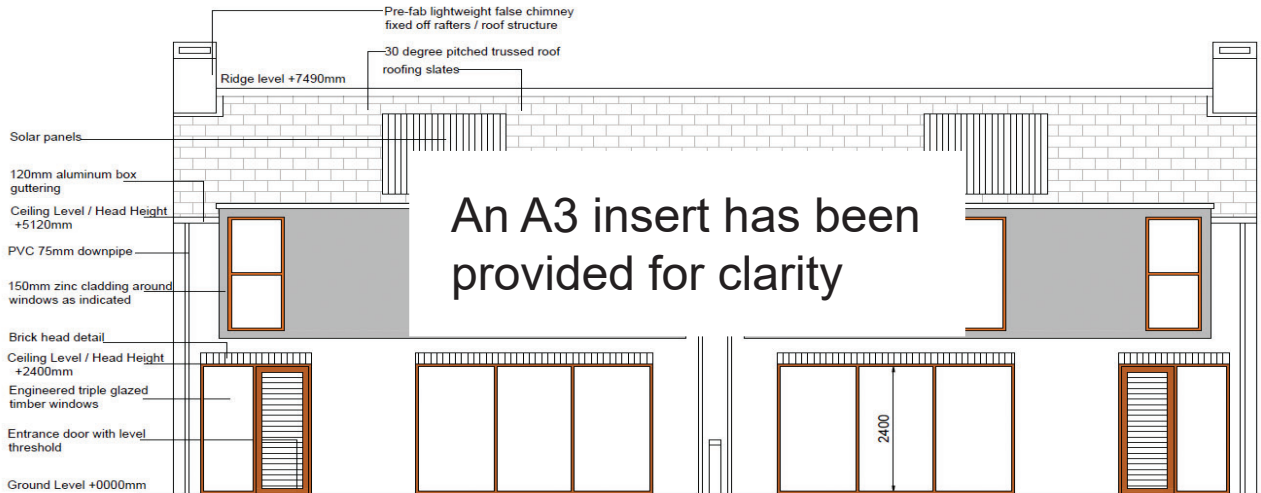 Pre-fab lightweight false chimney
fixed off rafters / roof structure
30 degree pitched trussed roof
roofing slates
Ridge level +7490mm
Solar panels
120mm aluminum box
guttering
Ceiling Level / Head Height
+5120mm
PVC 75mm downpipe
150mm zinc cladding around
windows as indicated
Brick head detail
Ceiling Level / Head Height
+2400mm
Engineered triple glazed
timber windows
Entrance door with level
threshold
Ground Level +0000mm
An A3 insert has been
provided for clarity
2400